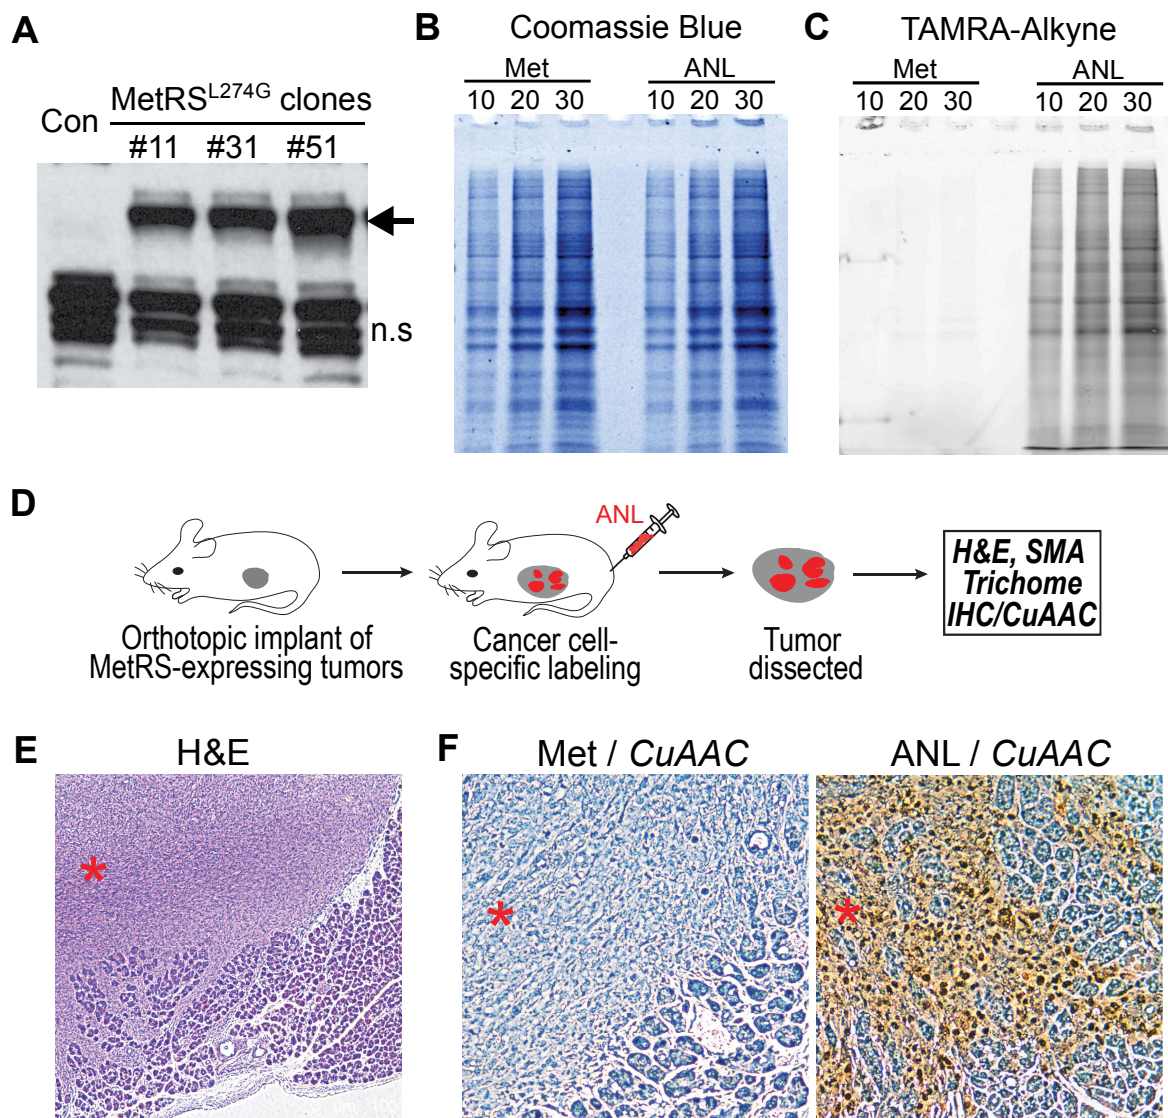 A
MetRS^L274G clones
Con
#11 #31 #51
n.s
B
Coomassie Blue
Met ANL
10 20 30 10 20 30
C
TAMRA-Alkyne
Met ANL
10 20 30 10 20 30
D
ANL
Orthotopic implant of
MetRS-expressing tumors
Cancer cell-
specific labeling
Tumor
dissected
H&E, SMA
Trichome
IHC/CuAAC
E
H&E
*
F
Met / CuAAC
*
ANL / CuAAC
*